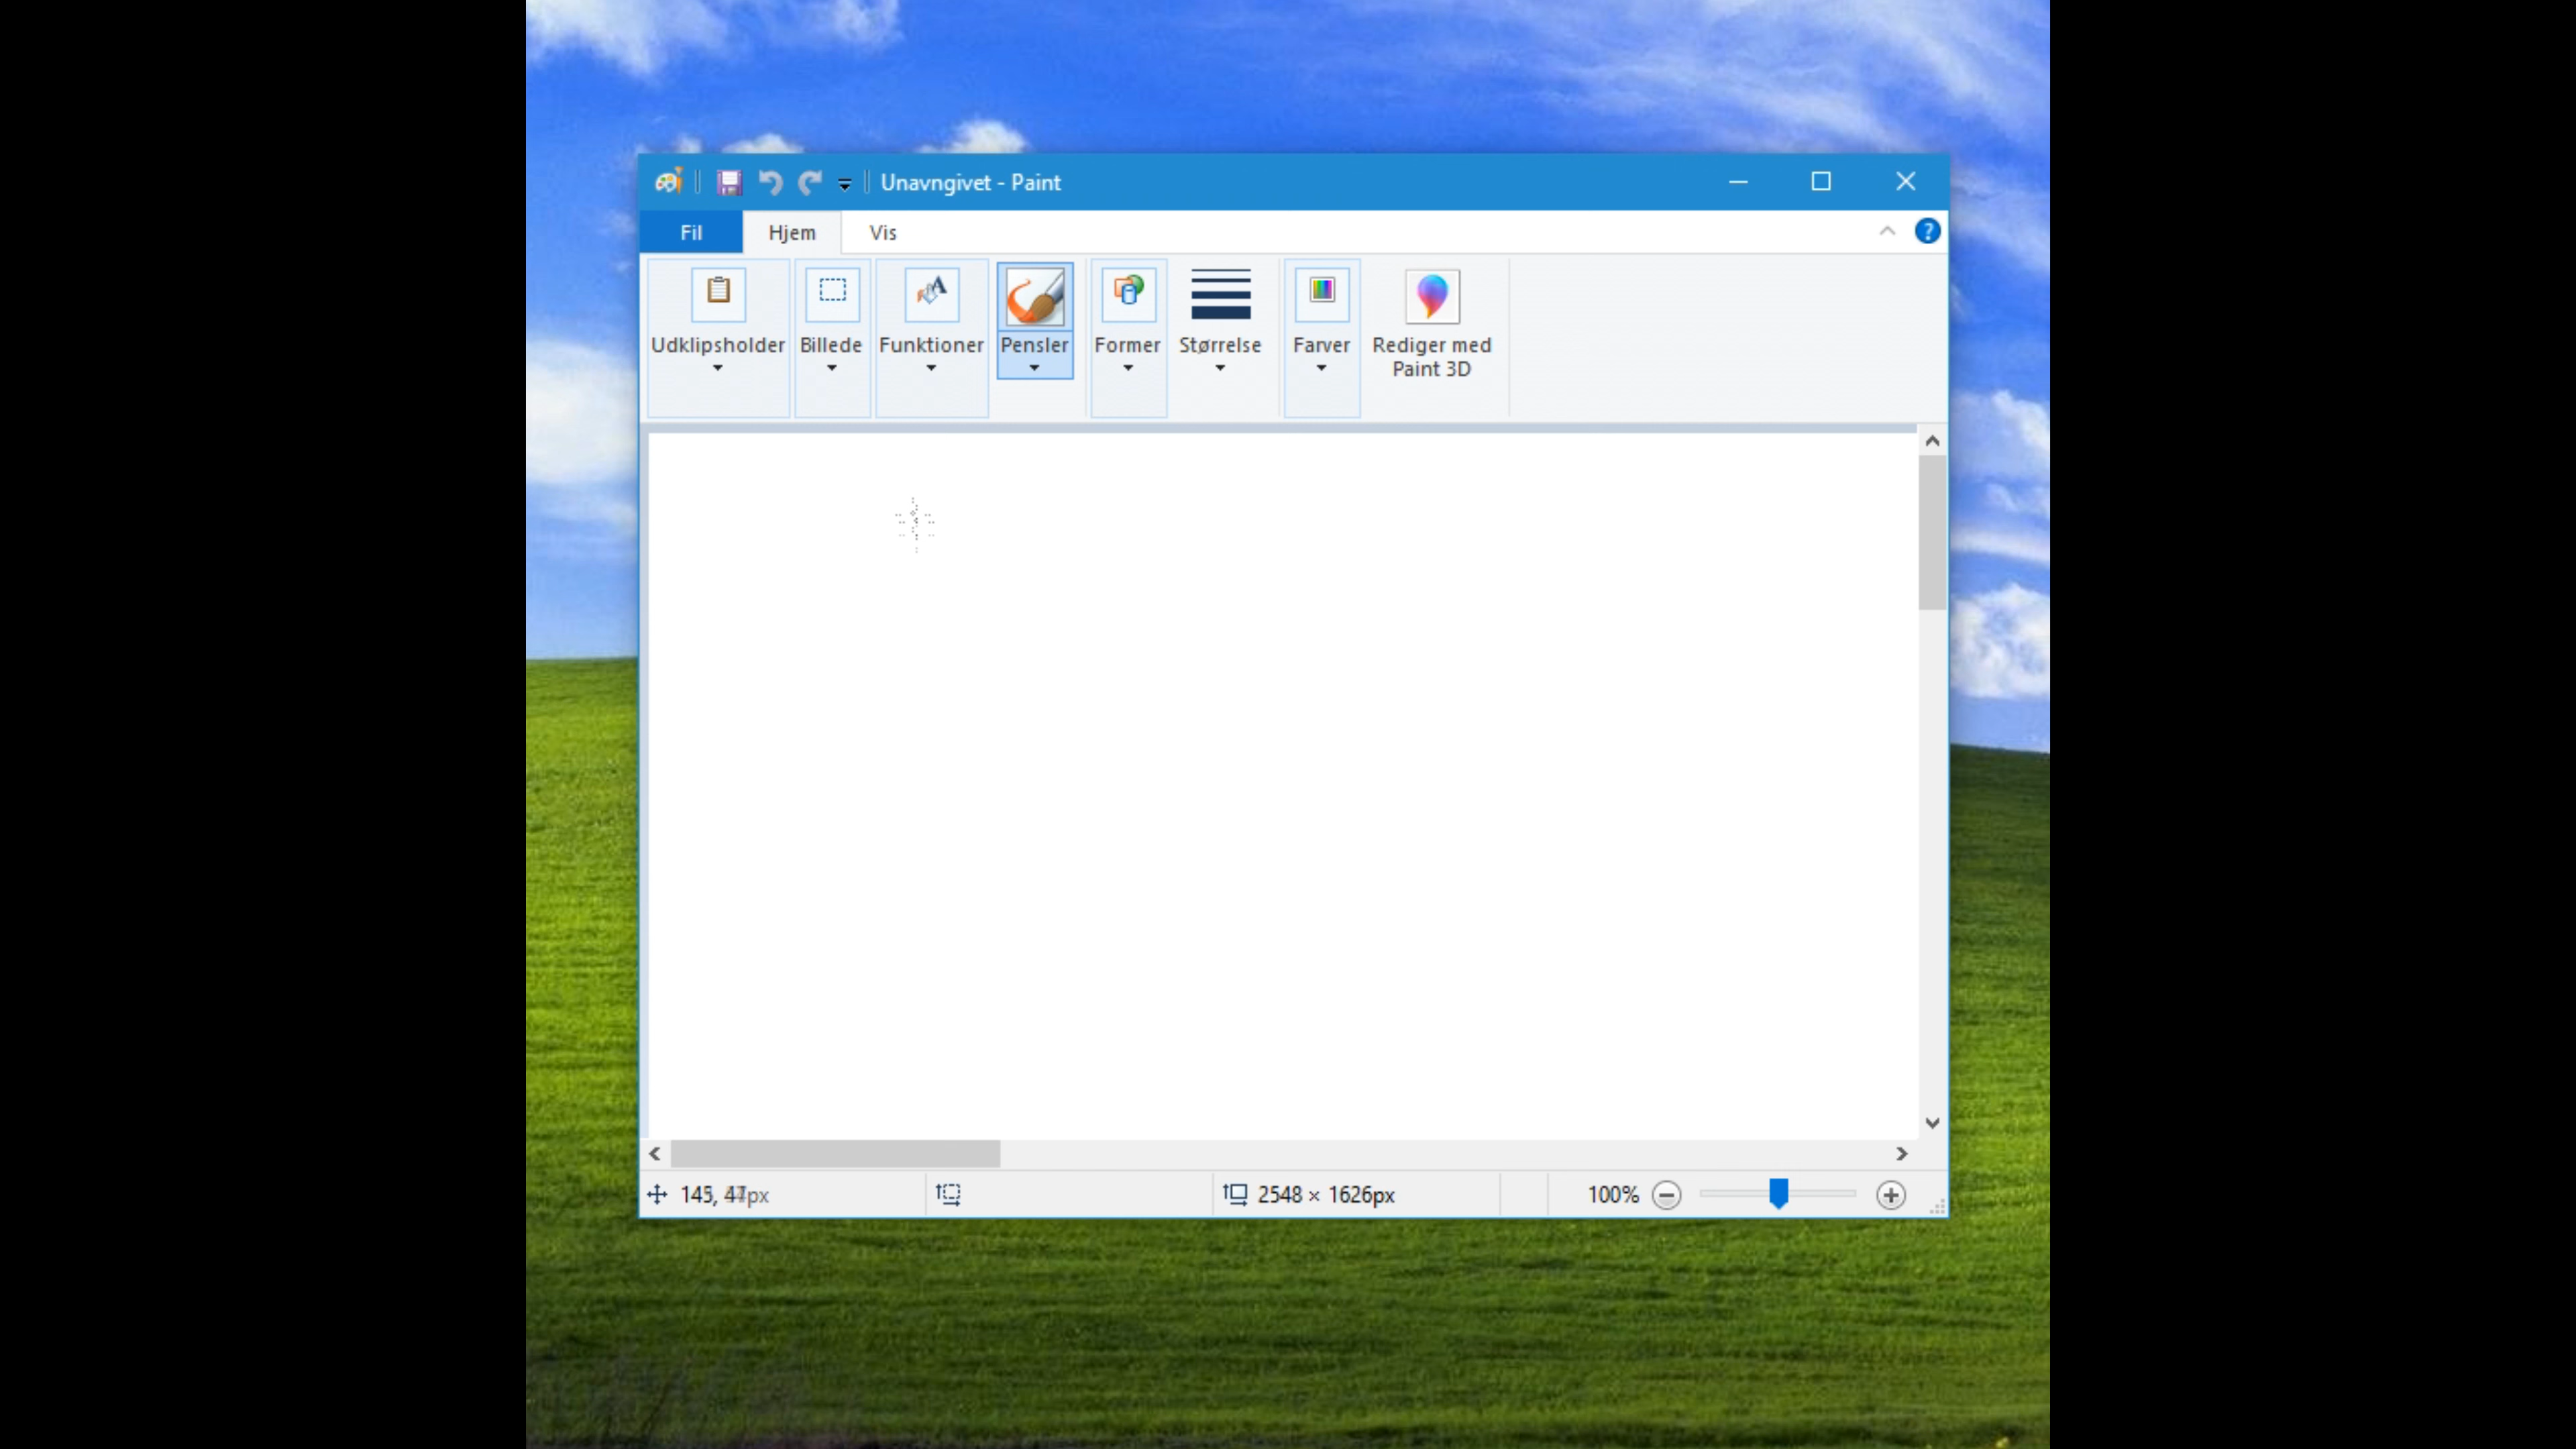 Unavngivet - Paint
Fil Hjem Vis
Udklipsholder Billede Funktioner Pensler Former Størrelse Farver Rediger med
Paint 3D
145, px 2548 × 1626px 100%